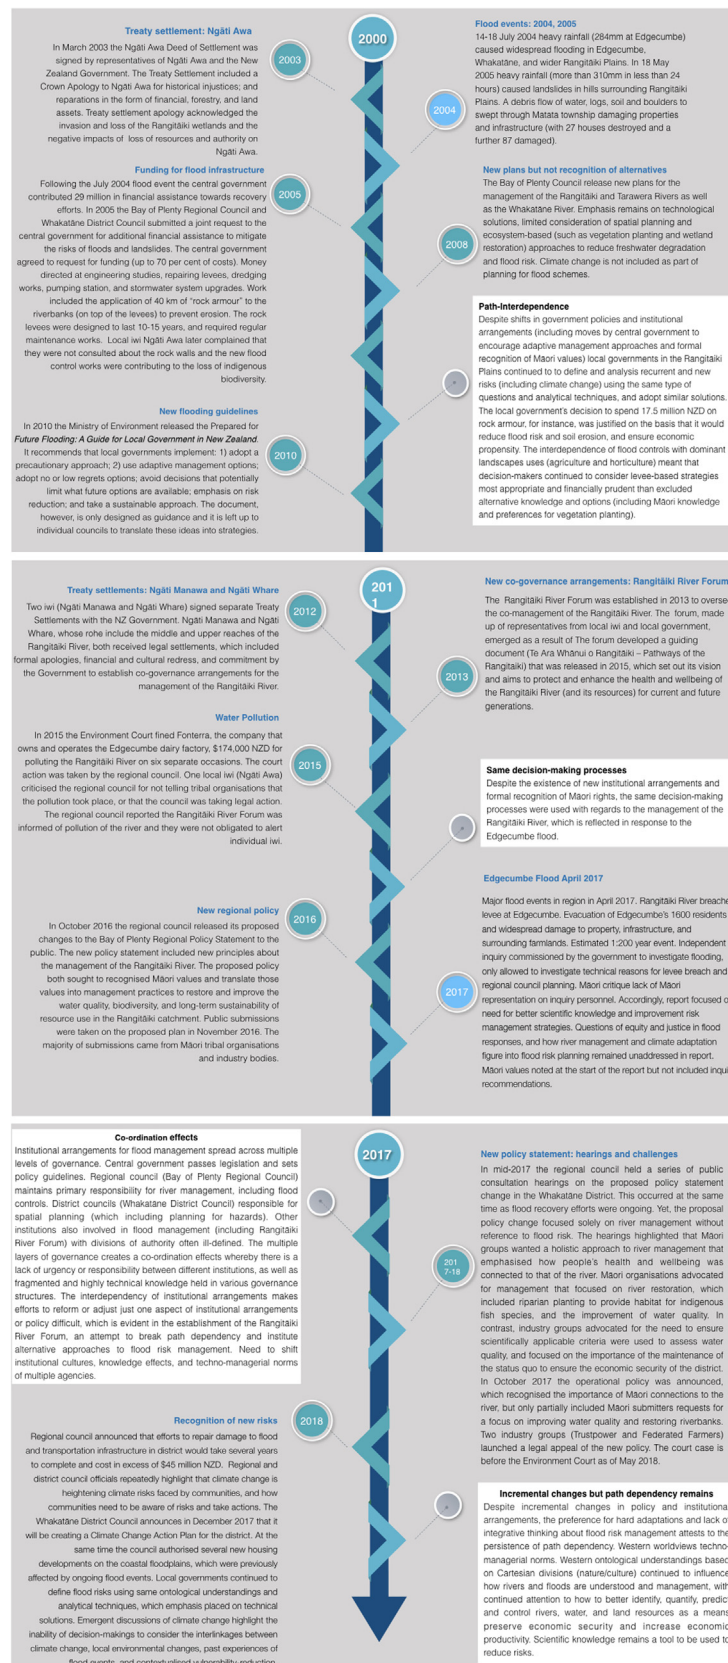 2000
Treaty settlement: Ngāti Awa
2003
In March 2003 the Ngāti Awa Deed of Settlement was
signed by representatives of Ngāti Awa and the New
Zealand Government. The Treaty Settlement included a
Crown Apology to Ngāti Awa for historical injustices; and
reparations in the form of financial, forestry, and land
assets. Treaty settlement apology acknowledged the
invasion and loss of the Rangitāiki wetlands and the
negative impacts of loss of resources and authority on
Ngāti Awa.
Flood events: 2004, 2005
2004
14-18 July 2004 heavy rainfall (284mm at Edgecumbe)
caused widespread flooding in Edgecumbe,
Whakatāne, and wider Rangitāiki Plains. In 18 May
2005 heavy rainfall (more than 310mm in less than 24
hours) caused landslides in hills surrounding Rangitāiki
Plains. A debris flow of water, logs, soil and boulders to
swept through Matata township damaging properties
and infrastructure (with 27 houses destroyed and a
further 87 damaged).
Funding for flood infrastructure
2005
Following the July 2004 flood event the central government
contributed 29 million in financial assistance towards recovery
efforts. In 2005 the Bay of Plenty Regional Council and
Whakatāne District Council submitted a joint request to the
central government for additional financial assistance to mitigate
the risks of floods and landslides. The central government
agreed to request for funding (up to 70 per cent of costs). Money
directed at engineering studies, repairing levees, dredging
works, pumping station, and stormwater system upgrades. Work
included the application of 40 km of “rock armour” to the
riverbanks (on top of the levees) to prevent erosion. The rock
levees were designed to last 10-15 years, and required regular
maintenance works. Local iwi Ngāti Awa later complained that
they were not consulted about the rock walls and the new flood
control works were contributing to the loss of indigenous
biodiversity.
New plans but not recognition of alternatives
2008
The Bay of Plenty Council release new plans for the
management of the Rangitāiki and Tarawera Rivers as well
as the Whakatāne River. Emphasis remains on technological
solutions, limited consideration of spatial planning and
ecosystem-based (such as vegetation planting and wetland
restoration) approaches to reduce freshwater degradation
and flood risk. Climate change is not included as part of
planning for flood schemes.
Path-Interdependence
Despite shifts in government policies and institutional
arrangements (including moves by central government to
encourage adaptive management approaches and formal
recognition of Māori values) local governments in the Rangitāiki
Plains continued to to define and analysis recurrent and new
risks (including climate change) using the same type of
questions and analytical techniques, and adopt similar solutions.
The local government's decision to spend 17.5 million NZD on
rock armour, for instance, was justified on the basis that it would
reduce flood risk and soil erosion, and ensure economic
propensity. The interdependence of flood controls with dominant
landscapes uses (agriculture and horticulture) meant that
decision-makers continued to consider levee-based strategies
most appropriate and financially prudent than excluded
alternative knowledge and options (including Māori knowledge
and preferences for vegetation planting).
New flooding guidelines
2010
In 2010 the Ministry of Environment released the Prepared for
Future Flooding: A Guide for Local Government in New Zealand.
It recommends that local governments implement: 1) adopt a
precautionary approach; 2) use adaptive management options;
adopt no or low regrets options; avoid decisions that potentially
limit what future options are available; emphasis on risk
reduction; and take a sustainable approach. The document,
however, is only designed as guidance and it is left up to
individual councils to translate these ideas into strategies.
201
1
Treaty settlements: Ngāti Manawa and Ngāti Whare
2012
Two iwi (Ngāti Manawa and Ngāti Whare) signed separate Treaty
Settlements with the NZ Government. Ngāti Manawa and Ngāti
Whare, whose rohe include the middle and upper reaches of the
Rangitāiki River, both received legal settlements, which included
formal apologies, financial and cultural redress, and commitment by
the Government to establish co-governance arrangements for the
management of the Rangitāiki River.
New co-governance arrangements: Rangitāiki River Forum
2013
The Rangitāiki River Forum was established in 2013 to oversee
the co-management of the Rangitāiki River. The forum, made
up of representatives from local iwi and local government,
emerged as a result of The forum developed a guiding
document (Te Ara Whānui o Rangitāiki – Pathways of the
Rangitaiki) that was released in 2015, which set out its vision
and aims to protect and enhance the health and wellbeing of
the Rangitāiki River (and its resources) for current and future
generations.
Water Pollution
2015
In 2015 the Environment Court fined Fonterra, the company that
owns and operates the Edgecumbe dairy factory, $174,000 NZD for
polluting the Rangitāiki River on six separate occasions. The court
action was taken by the regional council. One local iwi (Ngāti Awa)
criticised the regional council for not telling tribal organisations that
the pollution took place, or that the council was taking legal action.
The regional council reported the Rangitāiki River Forum was
informed of pollution of the river and they were not obligated to alert
individual iwi.
Same decision-making processes
Despite the existence of new institutional arrangements and
formal recognition of Māori rights, the same decision-making
processes were used with regards to the management of the
Rangitāiki River, which is reflected in response to the
Edgecumbe flood.
New regional policy
2016
In October 2016 the regional council released its proposed
changes to the Bay of Plenty Regional Policy Statement to the
public. The new policy statement included new principles about
the management of the Rangitāiki River. The proposed policy
both sought to recognised Māori values and translate those
values into management practices to restore and improve the
water quality, biodiversity, and long-term sustainability of
resource use in the Rangitāiki catchment. Public submissions
were taken on the proposed plan in November 2016. The
majority of submissions came from Māori tribal organisations
and industry bodies.
Edgecumbe Flood April 2017
2017
Major flood events in region in April 2017. Rangitāiki River breache
levee at Edgecumbe. Evacuation of Edgecumbe's 1600 residents
and widespread damage to property, infrastructure, and
surrounding farmlands. Estimated 1:200 year event. Independent
inquiry commissioned by the government to investigate flooding,
only allowed to investigate technical reasons for levee breach and
regional council planning. Māori critique lack of Māori
representation on inquiry personnel. Accordingly, report focused o
need for better scientific knowledge and improvement risk
management strategies. Questions of equity and justice in flood
responses, and how river management and climate adaptation
figure into flood risk planning remained unaddressed in report.
Māori values noted at the start of the report but not included inqui
recommendations.
2017
Co-ordination effects
Institutional arrangements for flood management spread across multiple
levels of governance. Central government passes legislation and sets
policy guidelines. Regional council (Bay of Plenty Regional Council)
maintains primary responsibility for river management, including flood
controls. District councils (Whakatāne District Council) responsible for
spatial planning (which including planning for hazards). Other
institutions also involved in flood management (including Rangitāiki
River Forum) with divisions of authority often ill-defined. The multiple
layers of governance creates a co-ordination effects whereby there is a
lack of urgency or responsibility between different institutions, as well as
fragmented and highly technical knowledge held in various governance
structures. The interdependency of institutional arrangements makes
efforts to reform or adjust just one aspect of institutional arrangements
or policy difficult, which is evident in the establishment of the Rangitāiki
River Forum, an attempt to break path dependency and institute
alternative approaches to flood risk management. Need to shift
institutional cultures, knowledge effects, and techno-managerial norms
of multiple agencies.
New policy statement: hearings and challenges
201
7-18
In mid-2017 the regional council held a series of public
consultation hearings on the proposed policy statement
change in the Whakatāne District. This occurred at the same
time as flood recovery efforts were ongoing. Yet, the proposal
policy change focused solely on river management without
reference to flood risk. The hearings highlighted that Māori
groups wanted a holistic approach to river management that
emphasised how people's health and wellbeing was
connected to that of the river. Māori organisations advocated
for management that focused on river restoration, which
included riparian planting to provide habitat for indigenous
fish species, and the improvement of water quality. In
contrast, industry groups advocated for the need to ensure
scientifically applicable criteria were used to assess water
quality, and focused on the importance of the maintenance of
the status quo to ensure the economic security of the district.
In October 2017 the operational policy was announced,
which recognised the importance of Māori connections to the
river, but only partially included Māori submitters requests for
a focus on improving water quality and restoring riverbanks.
Two industry groups (Trustpower and Federated Farmers)
launched a legal appeal of the new policy. The court case is
before the Environment Court as of May 2018.
Recognition of new risks
2018
Regional council announced that efforts to repair damage to flood
and transportation infrastructure in district would take several years
to complete and cost in excess of $45 million NZD. Regional and
district council officials repeatedly highlight that climate change is
heightening climate risks faced by communities, and how
communities need to be aware of risks and take actions. The
Whakatāne District Council announces in December 2017 that it
will be creating a Climate Change Action Plan for the district. At the
same time the council authorised several new housing
developments on the coastal floodplains, which were previously
affected by ongoing flood events. Local governments continued to
define flood risks using same ontological understandings and
analytical techniques, which emphasis placed on technical
solutions. Emergent discussions of climate change highlight the
inability of decision-makings to consider the interlinkages between
climate change, local environmental changes, past experiences of
flood events, and contextualised vulnerability reduction.
Incremental changes but path dependency remains
Despite incremental changes in policy and institutiona
arrangements, the preference for hard adaptations and lack o
integrative thinking about flood risk management attests to the
persistence of path dependency. Western worldviews techno-
managerial norms. Western ontological understandings based
on Cartesian divisions (nature/culture) continued to influence
how rivers and floods are understood and management, with
continued attention to how to better identify, quantify, predic
and control rivers, water, and land resources as a means
preserve economic security and increase economic
productivity. Scientific knowledge remains a tool to be used to
reduce risks.